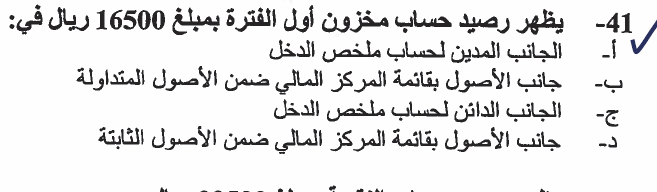 41- يظهر رصيد حساب مخزون أول الفترة بمبلغ 16500 ريال في:
أ- الجانب المدين لحساب ملخص الدخل
ب- جانب الأصول بقائمة المركز المالي ضمن الأصول المتداولة
ج- الجانب الدائن لحساب ملخص الدخل
د- جانب الأصول بقائمة المركز المالي ضمن الأصول الثابتة